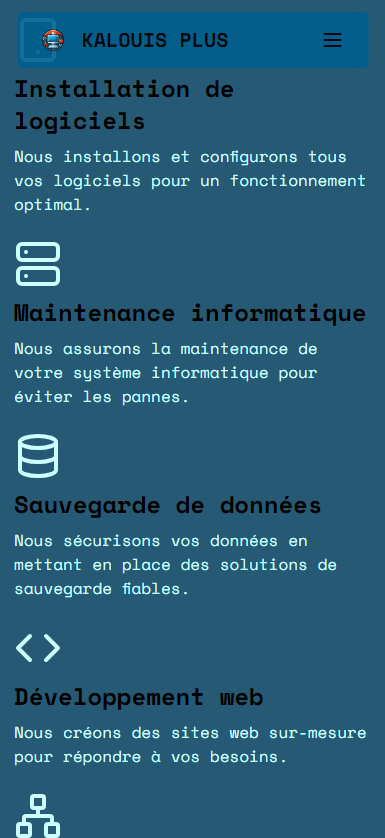 KALOUIS PLUS
Installation de
logiciels
Nous installons et configurons tous
vos logiciels pour un fonctionnement
optimal.
Maintenance informatique
Nous assurons la maintenance de
votre système informatique pour
éviter les pannes.
Sauvegarde de données
Nous sécurisons vos données en
mettant en place des solutions de
sauvegarde fiables.
Développement web
Nous créons des sites web sur-mesure
pour répondre à vos besoins.